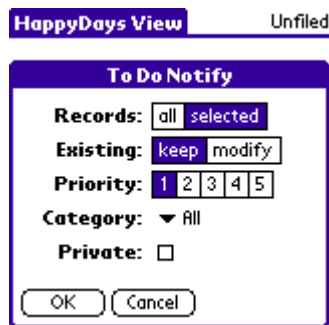 HappyDays View Unfiled
To Do Notify
Records: all selected
Existing: keep modify
Priority: 1 2 3 4 5
Category: All
Private:
OK Cancel